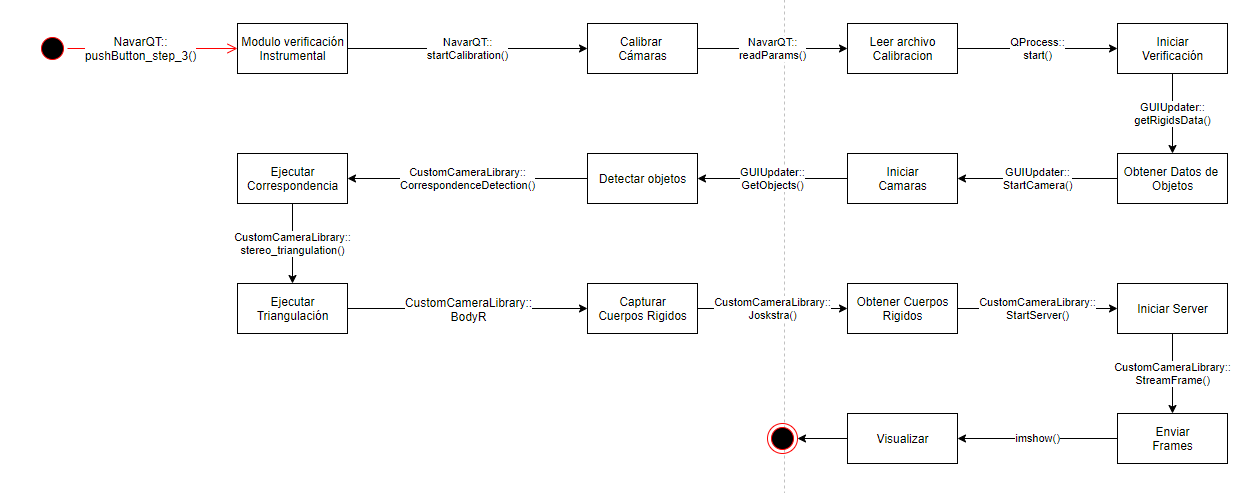 NavarQT::
pushButton_step_3()
Modulo verificación
Instrumental
NavarQT::
startCalibration()
Calibrar
Cámaras
NavarQT::
readParams()
Leer archivo
Calibracion
QProcess::
start()
Iniciar
Verificación
GUIUpdater::
getRigidsData()
Obtener Datos de
Objetos
GUIUpdater::
StartCamera()
Iniciar
Camaras
GUIUpdater::
GetObjects()
Detectar objetos
CustomCameraLibrary::
CorrespondenceDetection()
Ejecutar
Correspondencia
CustomCameraLibrary::
stereo_triangulation()
Ejecutar
Triangulación
CustomCameraLibrary::
BodyR
Capturar
Cuerpos Rigidos
CustomCameraLibrary::
Joskstra()
Obtener Cuerpos
Rigidos
CustomCameraLibrary::
StartServer()
Iniciar Server
CustomCameraLibrary::
StreamFrame()
Enviar
Frames
imshow()
Visualizar